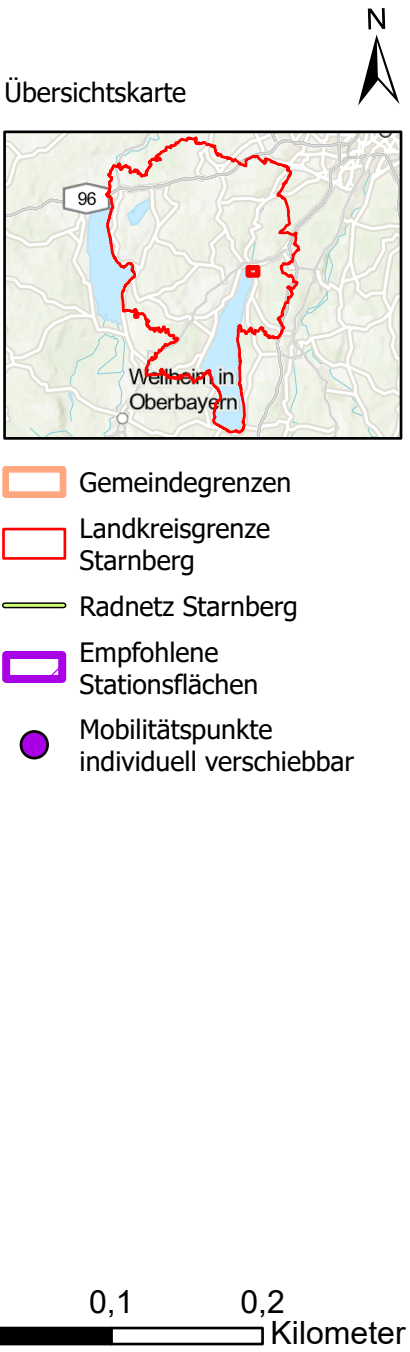 N
Übersichtskarte
96
Weilheim in
Oberbayern
Gemeindegrenzen
Landkreisgrenze
Starnberg
Radnetz Starnberg
Empfohlene
Stationsflächen
Mobilitätspunkte
individuell verschiebbar
0,1 0,2
Kilometer